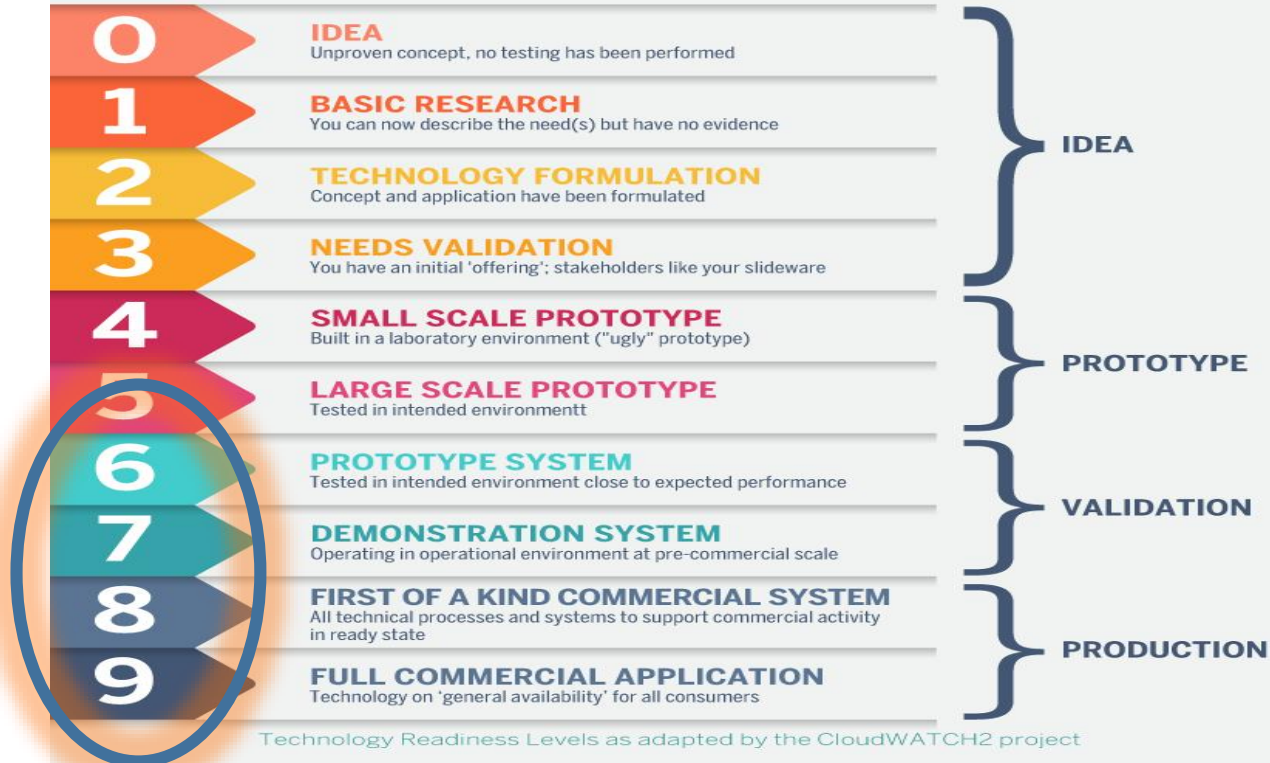 0
IDEA
Unproven concept, no testing has been performed
1
BASIC RESEARCH
You can now describe the need(s) but have no evidence
2
TECHNOLOGY FORMULATION
Concept and application have been formulated
3
NEEDS VALIDATION
You have an initial 'offering'; stakeholders like your slideware
IDEA
4
SMALL SCALE PROTOTYPE
Built in a laboratory environment ("ugly" prototype)
5
LARGE SCALE PROTOTYPE
Tested in intended environmentt
PROTOTYPE
6
PROTOTYPE SYSTEM
Tested in intended environment close to expected performance
7
DEMONSTRATION SYSTEM
Operating in operational environment at pre-commercial scale
VALIDATION
8
FIRST OF A KIND COMMERCIAL SYSTEM
All technical processes and systems to support commercial activity
in ready state
9
FULL COMMERCIAL APPLICATION
Technology on 'general availability' for all consumers
PRODUCTION
Technology Readiness Levels as adapted by the CloudWATCH2 project